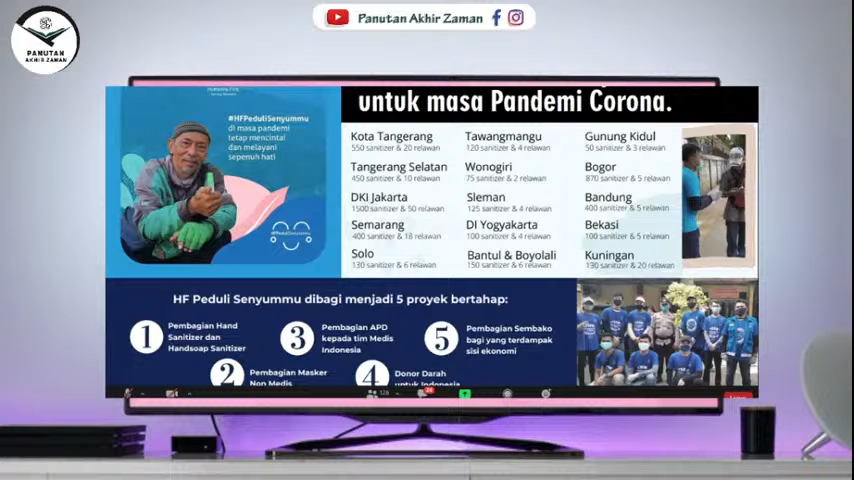 PANUTAN
AKHIR ZAMAN
Panutan Akhir Zaman
untuk masa Pandemi Corona.
#HFPeduliSenyummu
di masa pandemi
tetap mencintai
dan melayani
sepenuh hati
#HFPeduliSenyummu
Kota Tangerang
550 sanitizer & 20 relawan
Tangerang Selatan
450 sanitizer & 10 relawan
DKI Jakarta
1500 sanitizer & 50 relawan
Semarang
400 sanitizer & 18 relawan
Solo
130 sanitizer & 6 relawan
Tawangmangu
120 sanitizer & 4 relawan
Wonogiri
75 sanitizer & 2 relawan
Sleman
125 sanitizer & 4 relawan
DI Yogyakarta
100 sanitizer & 4 relawan
Bantul & Boyolali
150 sanitizer & 6 relawan
Gunung Kidul
50 sanitizer & 3 relawan
Bogor
870 sanitizer & 5 relawan
Bandung
400 sanitizer & 5 relawan
Bekasi
100 sanitizer & 5 relawan
Kuningan
130 sanitizer & 20 relawan
HF Peduli Senyummu dibagi menjadi 5 proyek bertahap:
1
Pembagian Hand
Sanitizer dan
Handsoap Sanitizer
2
Pembagian Masker
Non Medis
3
Pembagian APD
kepada tim Medis
Indonesia
4
Donor Darah
untuk Indonesia
5
Pembagian Sembako
bagi yang terdampak
sisi ekonomi